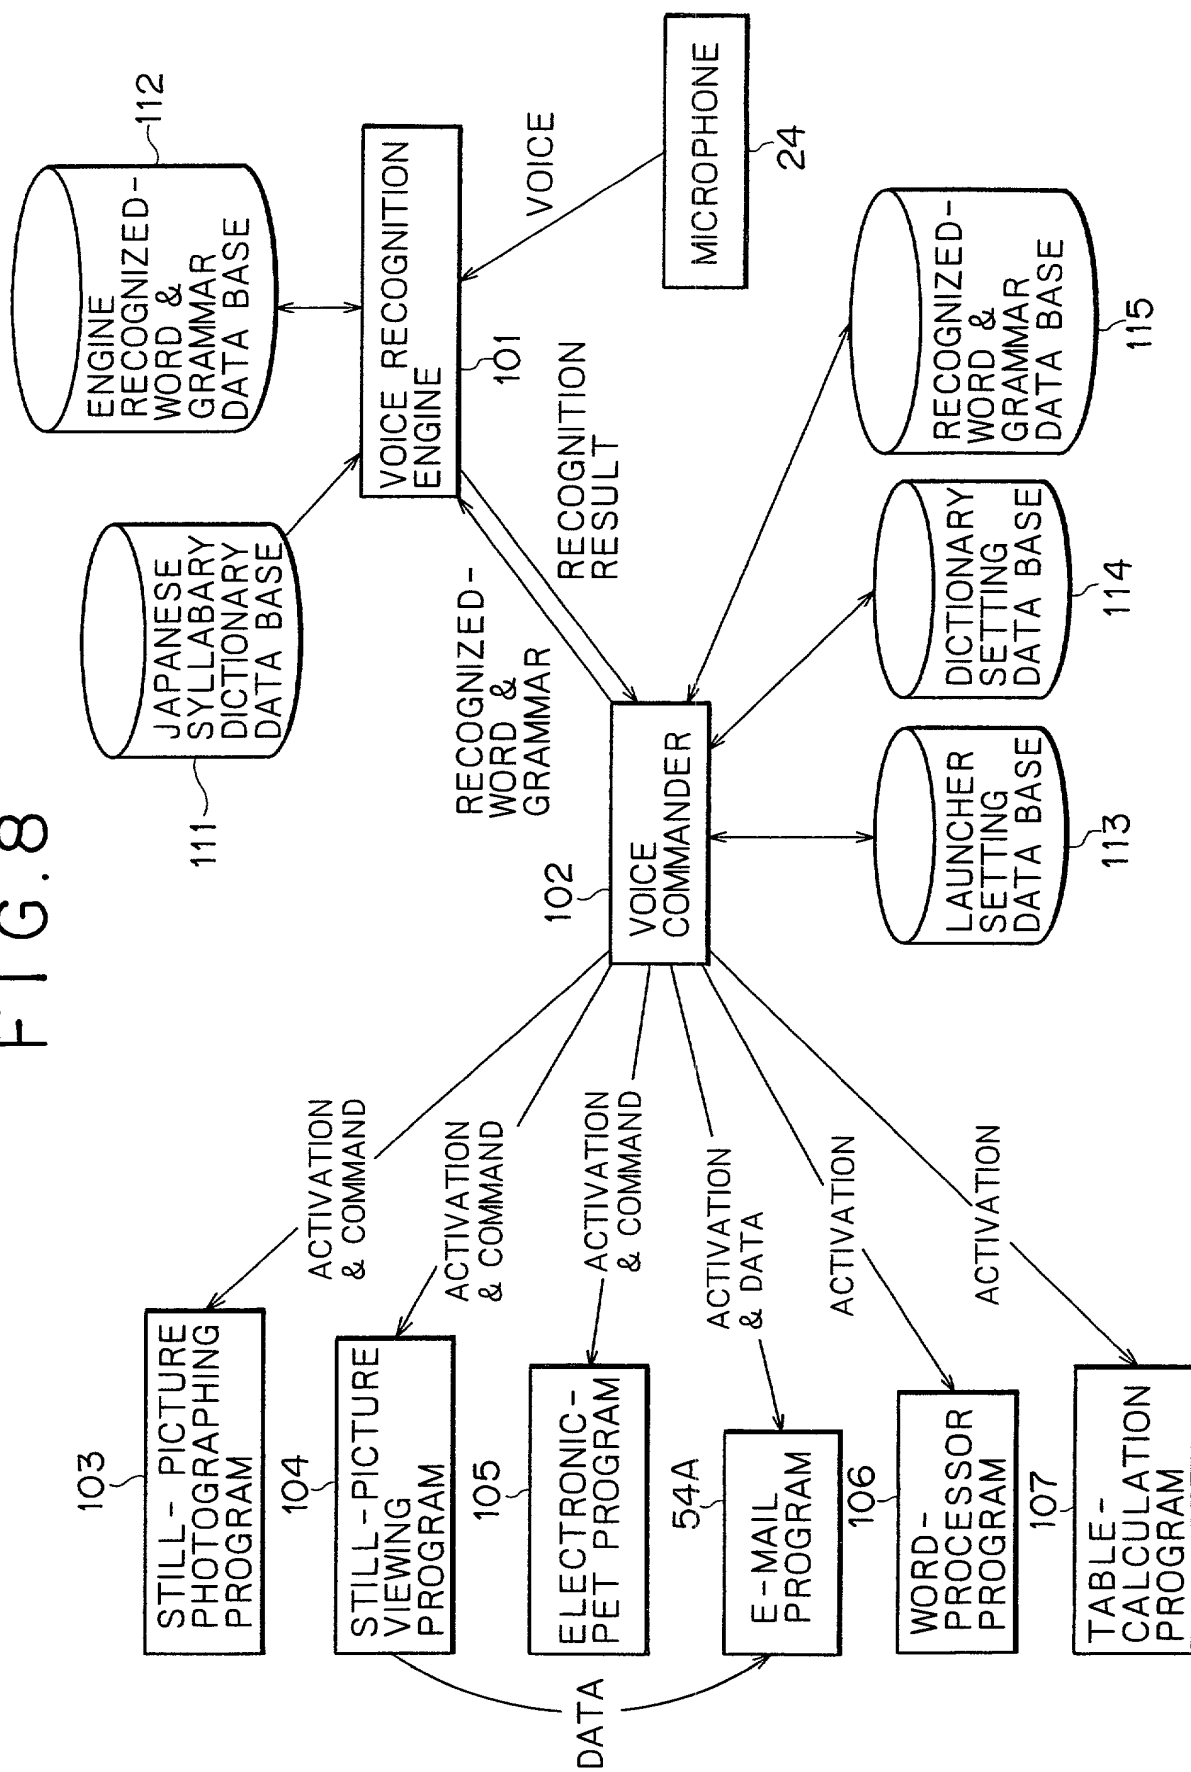 FIG.8
STILL-PICTURE
PHOTOGRAPHING
PROGRAM
103
STILL-PICTURE
VIEWING
PROGRAM
104
ELECTRONIC-
PET PROGRAM
105
E-MAIL
PROGRAM
54A
WORD-
PROCESSOR
PROGRAM
106
TABLE-
CALCULATION
PROGRAM
107
DATA
ACTIVATION
& COMMAND
ACTIVATION
& COMMAND
ACTIVATION
& COMMAND
ACTIVATION
& DATA
ACTIVATION
ACTIVATION
VOICE
COMMANDER
102
JAPANESE
SYLLABARY
DICTIONARY
DATA BASE
111
ENGINE
RECOGNIZED-
WORD &
GRAMMAR
DATA BASE
112
VOICE RECOGNITION
ENGINE
101
RECOGNIZED-
WORD &
GRAMMAR
RECOGNITION
RESULT
VOICE
MICROPHONE
24
LAUNCHER
SETTING
DATA BASE
113
DICTIONARY
SETTING
DATA BASE
114
RECOGNIZED-
WORD &
GRAMMAR
DATA BASE
115